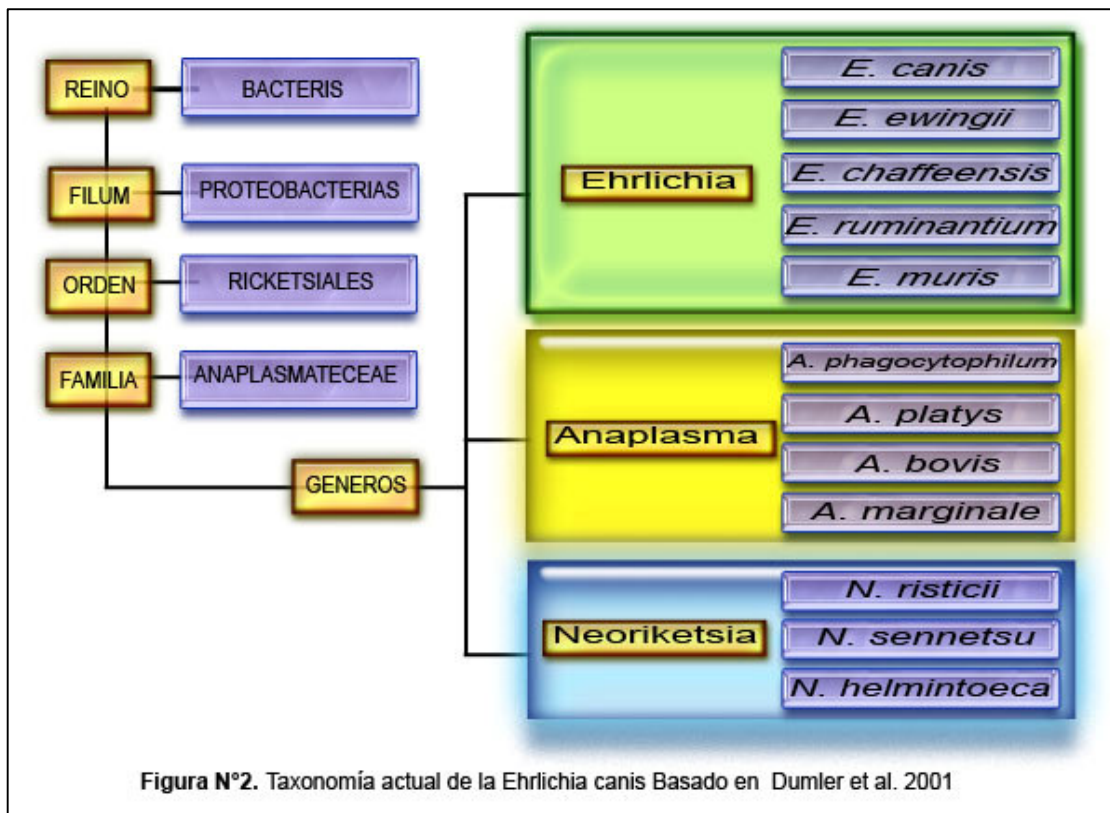 REINO
BACTERIS
FILUM
PROTEOBACTERIAS
ORDEN
RICKETSIALES
FAMILIA
ANAPLASMATECEAE
GENEROS
Ehrlichia
E. canis
E. ewingii
E. chaffeensis
E. ruminantium
E. muris
Anaplasma
A. phagocytophilum
A. platys
A. bovis
A. marginale
Neoriketsia
N. risticii
N. sennetsu
N. helmintoeca
Figura N°2. Taxonomía actual de la Ehrlichia canis Basado en Dumler et al. 2001